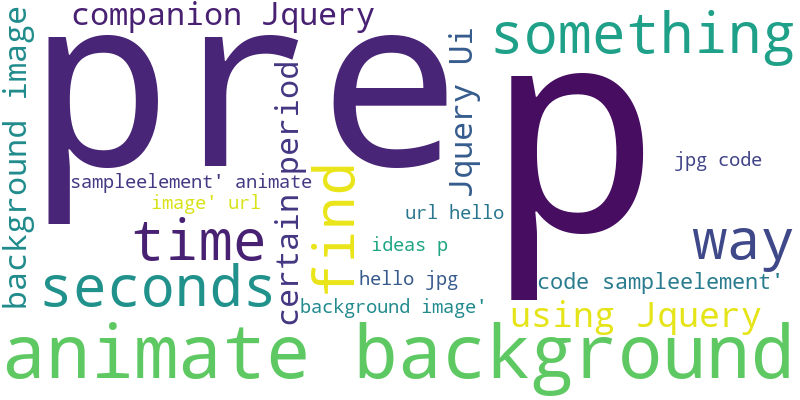 companion Jquery
something
background image
pre
p
certain period
Jquery Ui
jpg code
sampleelement' animate
find
image' url
url hello
time
way
ideas p
seconds
hello jpg
code sampleelement'
background image'
using Jquery
animate background